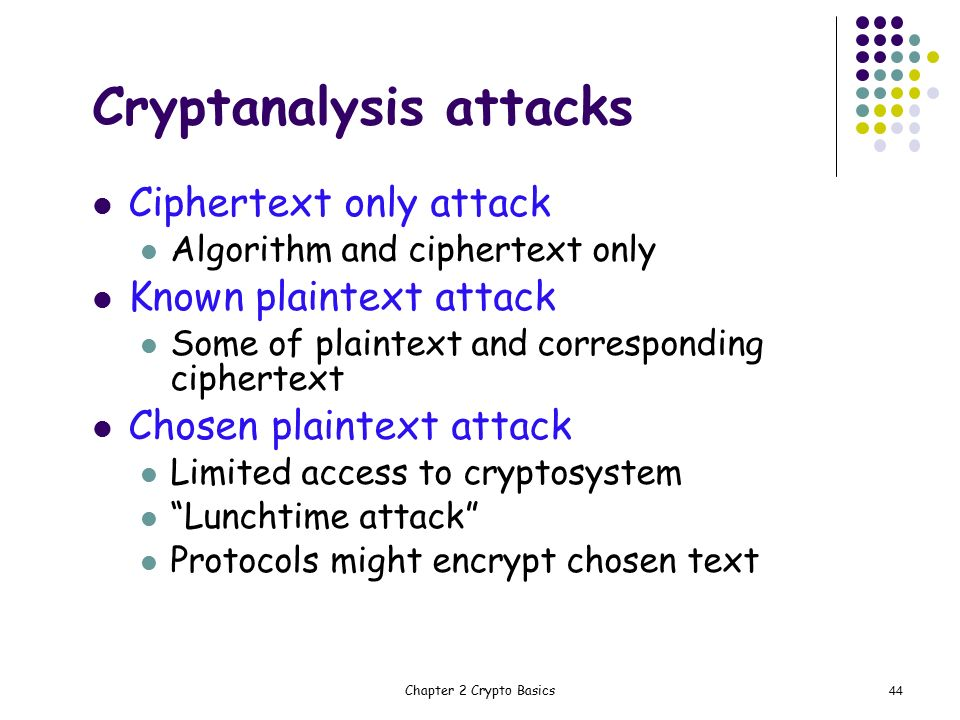 Cryptanalysis attacks
Ciphertext only attack
Algorithm and ciphertext only
Known plaintext attack
Some of plaintext and corresponding
ciphertext
Chosen plaintext attack
Limited access to cryptosystem
“Lunchtime attack”
Protocols might encrypt chosen text
Chapter 2 Crypto Basics
44